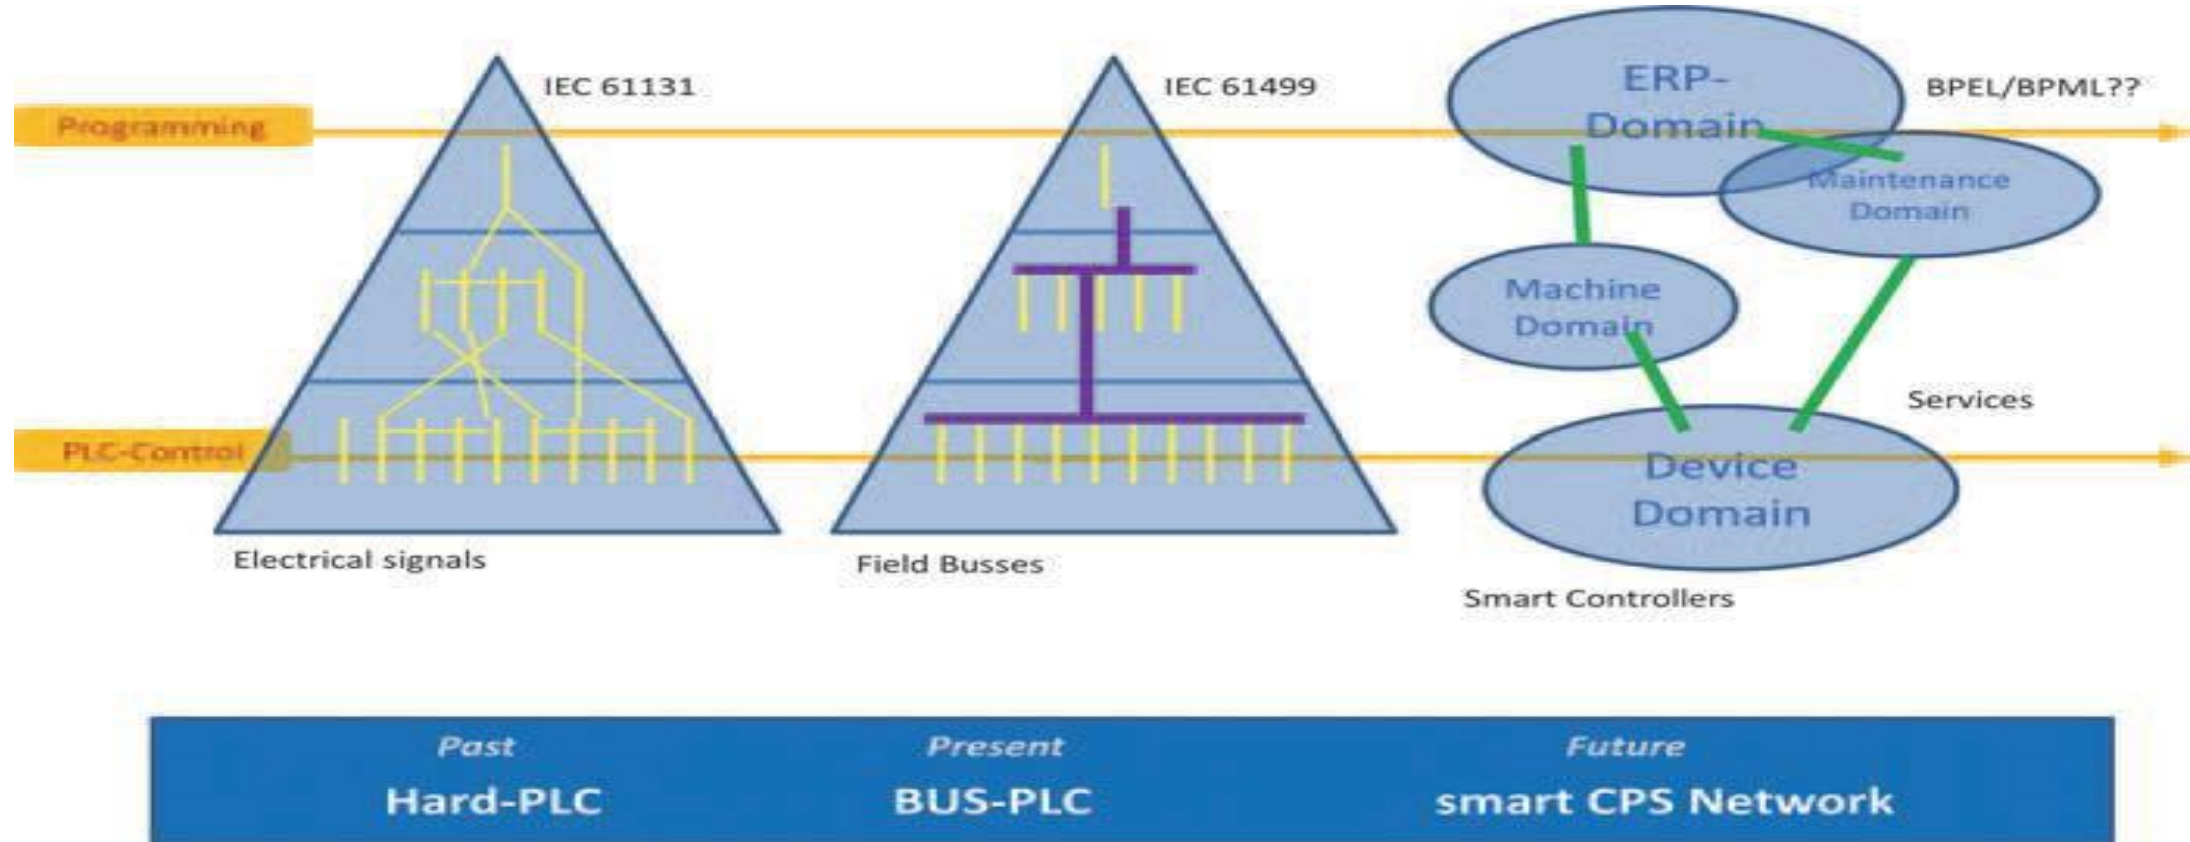 Programming
IEC 61131
IEC 61499
ERP-
Domain
BPEL/BPML??
Maintenance
Domain
Machine
Domain
Services
PLC-Control
Device
Domain
Electrical signals
Field Busses
Smart Controllers
Past
Present
Future
Hard-PLC
BUS-PLC
smart CPS Network